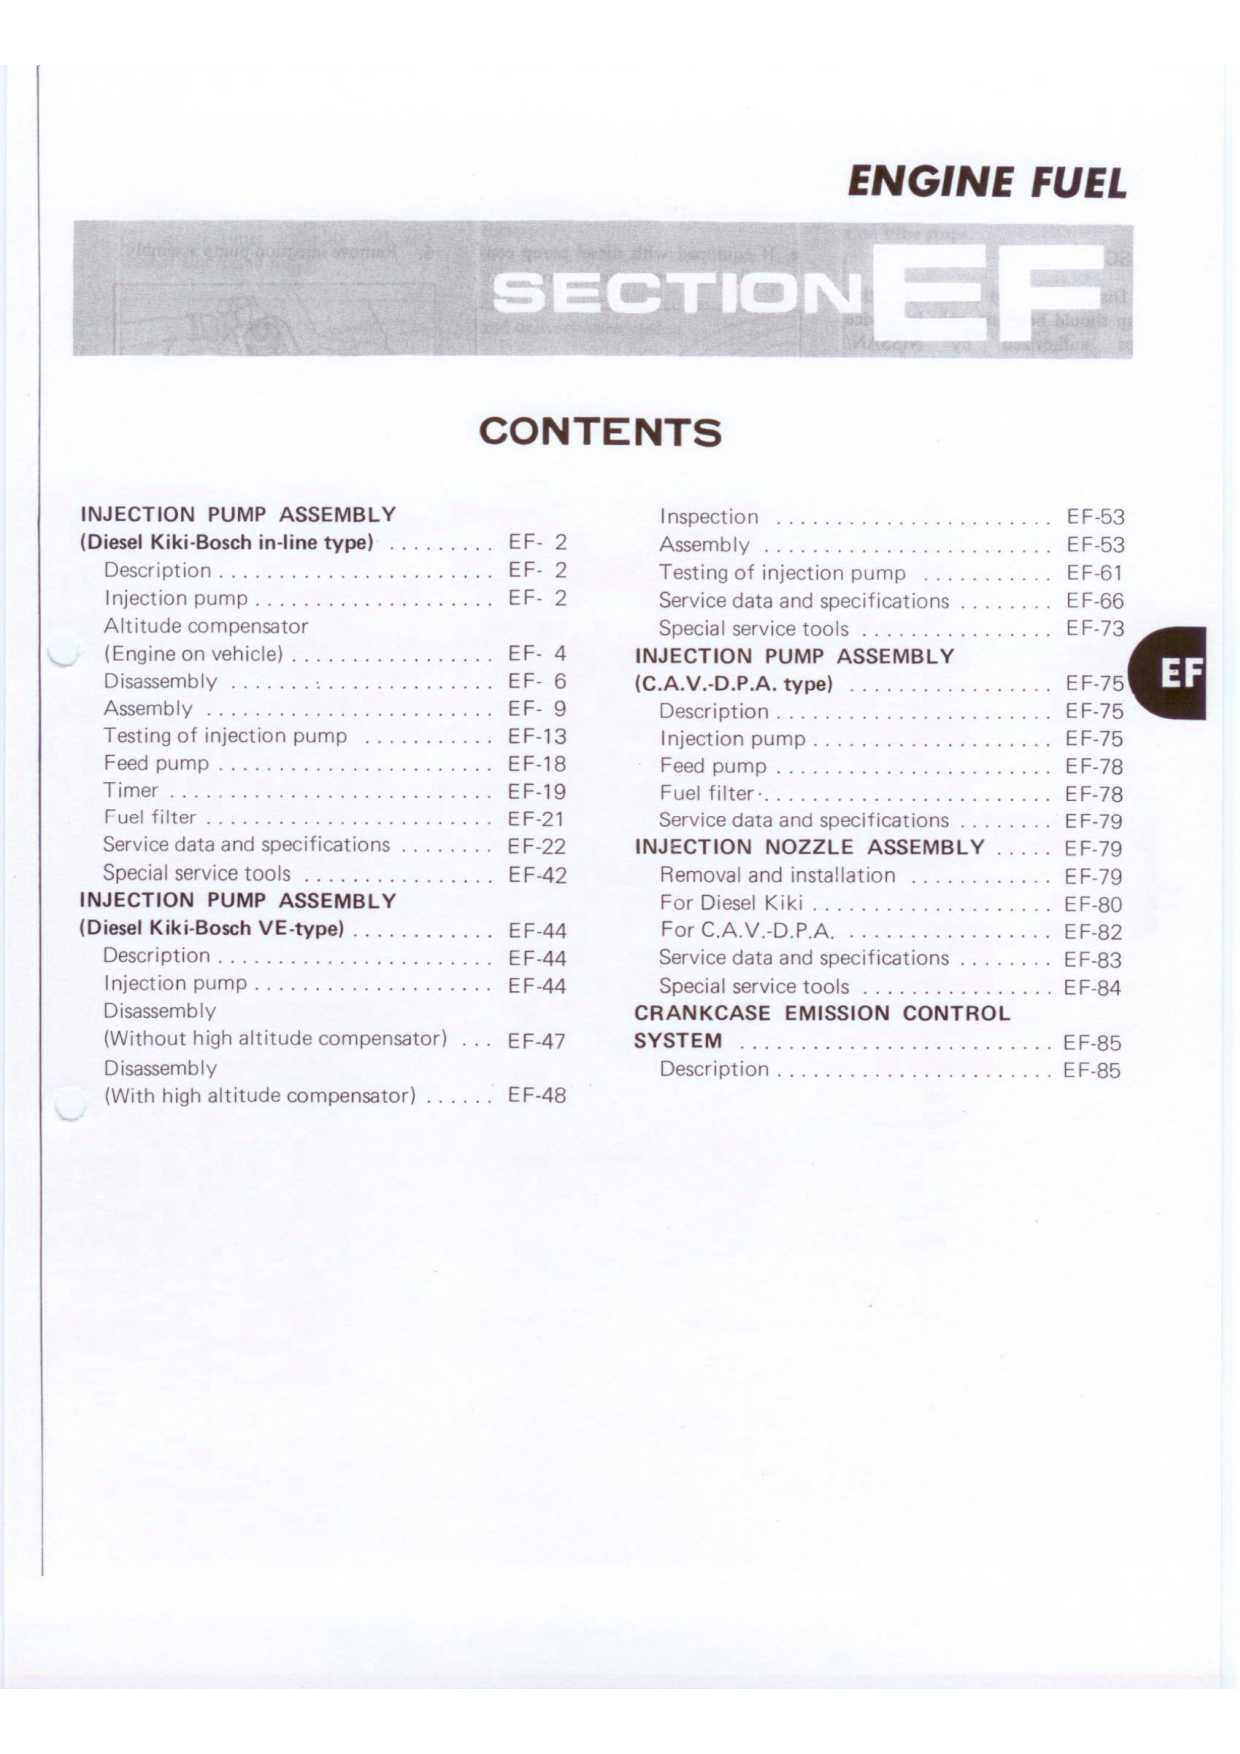 ENGINE FUEL
SECTION EF
CONTENTS
INJECTION PUMP ASSEMBLY
(Diesel Kiki-Bosch in-line type) ......... EF- 2
Description ....................... EF- 2
Injection pump .................... EF- 2
Altitude compensator
(Engine on vehicle) ................. EF- 4
Disassembly ...................... EF- 6
Assembly ........................ EF- 9
Testing of injection pump ........... EF-13
Feed pump ....................... EF-18
Timer ........................... EF-19
Fuel filter ........................ EF-21
Service data and specifications ........ EF-22
Special service tools ................ EF-42
INJECTION PUMP ASSEMBLY
(Diesel Kiki-Bosch VE-type) ............ EF-44
Description ....................... EF-44
Injection pump .................... EF-44
Disassembly
(Without high altitude compensator) ... EF-47
Disassembly
(With high altitude compensator) ...... EF-48
Inspection ....................... EF-53
Assembly ........................ EF-53
Testing of injection pump ........... EF-61
Service data and specifications ........ EF-66
Special service tools ................ EF-73
INJECTION PUMP ASSEMBLY
(C.A.V.-D.P.A. type) ................. EF-75
Description ....................... EF-75
Injection pump .................... EF-75
Feed pump ....................... EF-78
Fuel filter ........................ EF-78
Service data and specifications ........ EF-79
INJECTION NOZZLE ASSEMBLY ..... EF-79
Removal and installation ............ EF-79
For Diesel Kiki .................... EF-80
For C.A.V.-D.P.A. ................. EF-82
Service data and specifications ........ EF-83
Special service tools ................ EF-84
CRANKCASE EMISSION CONTROL
SYSTEM .......................... EF-85
Description ....................... EF-85
EF